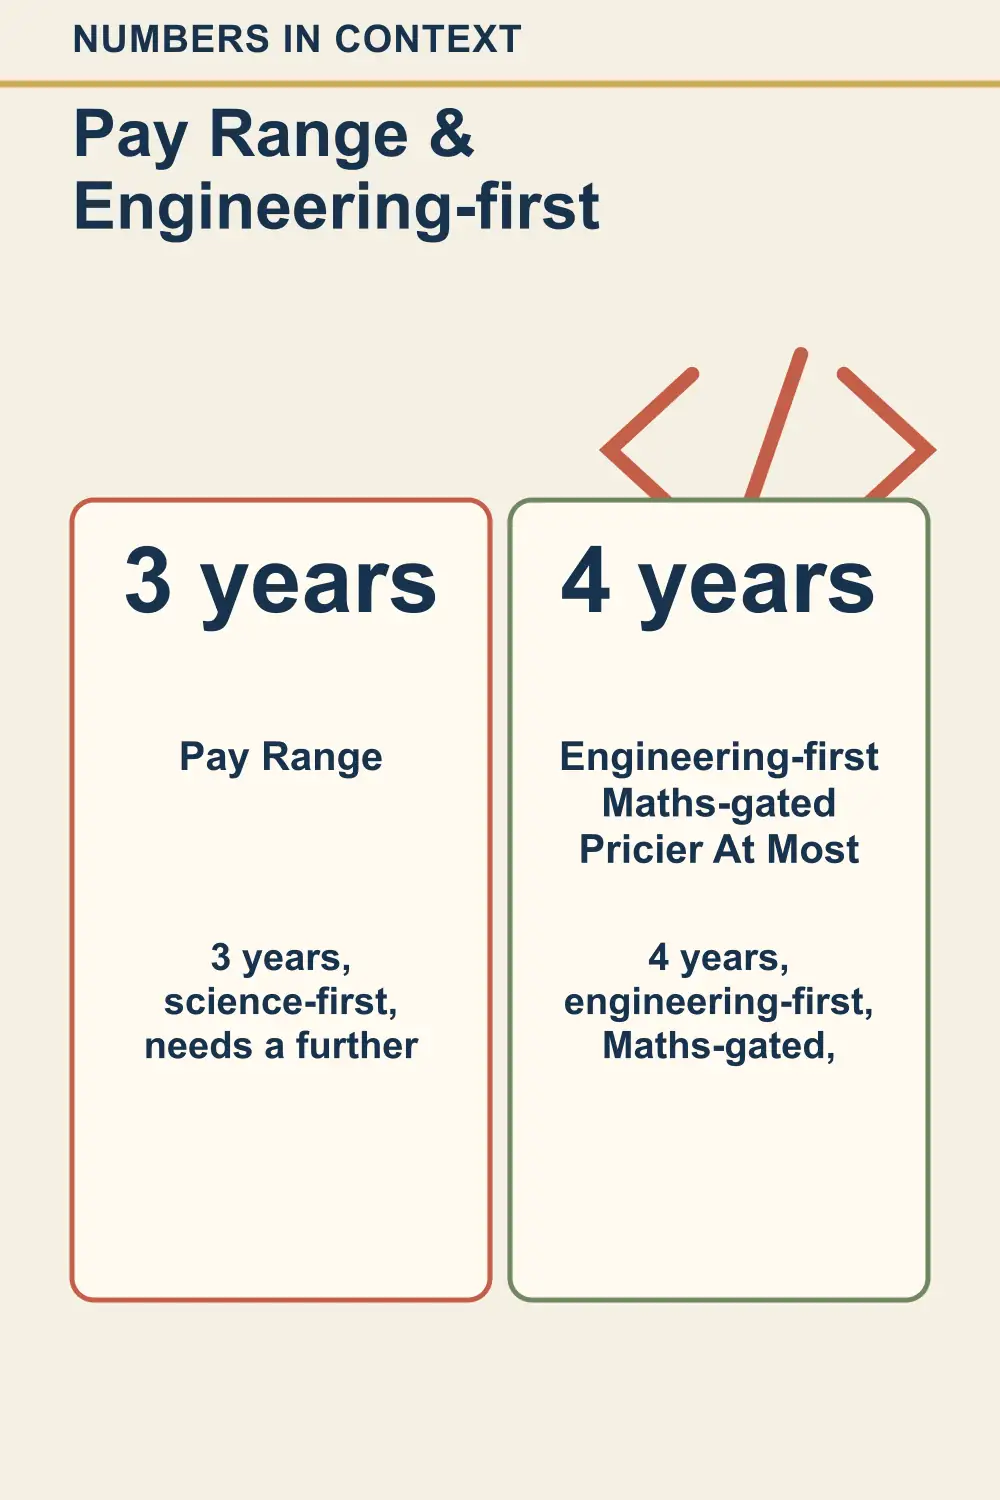 NUMBERS IN CONTEXT
Pay Range &
Engineering-first
3 years
Pay Range
3 years,
science-first,
needs a further
4 years
Engineering-first
Maths-gated
Pricier At Most
4 years,
engineering-first,
Maths-gated,